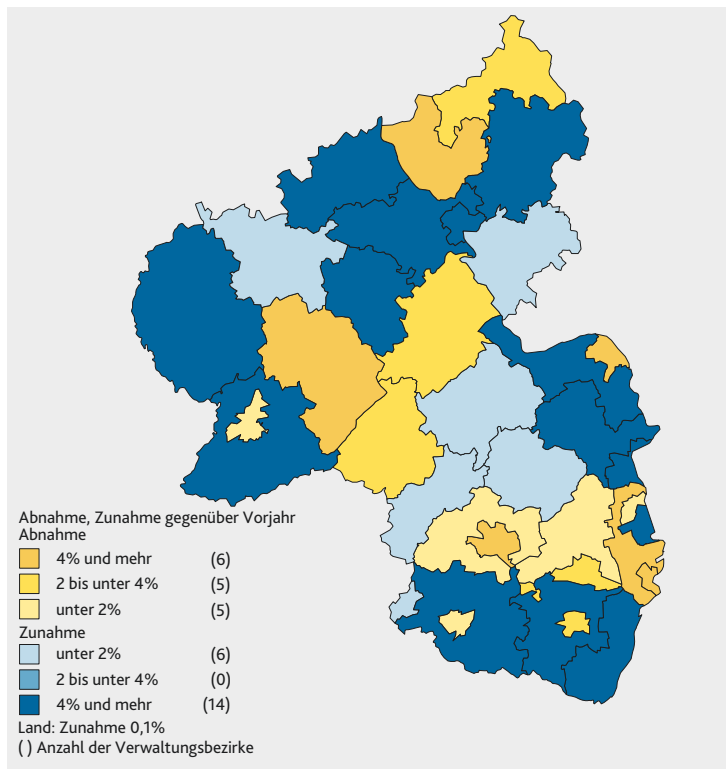 Abnahme, Zunahme gegenüber Vorjahr
Abnahme
4% und mehr (6)
2 bis unter 4% (5)
unter 2% (5)
Zunahme
unter 2% (6)
2 bis unter 4% (0)
4% und mehr (14)
Land: Zunahme 0,1%
( ) Anzahl der Verwaltungsbezirke